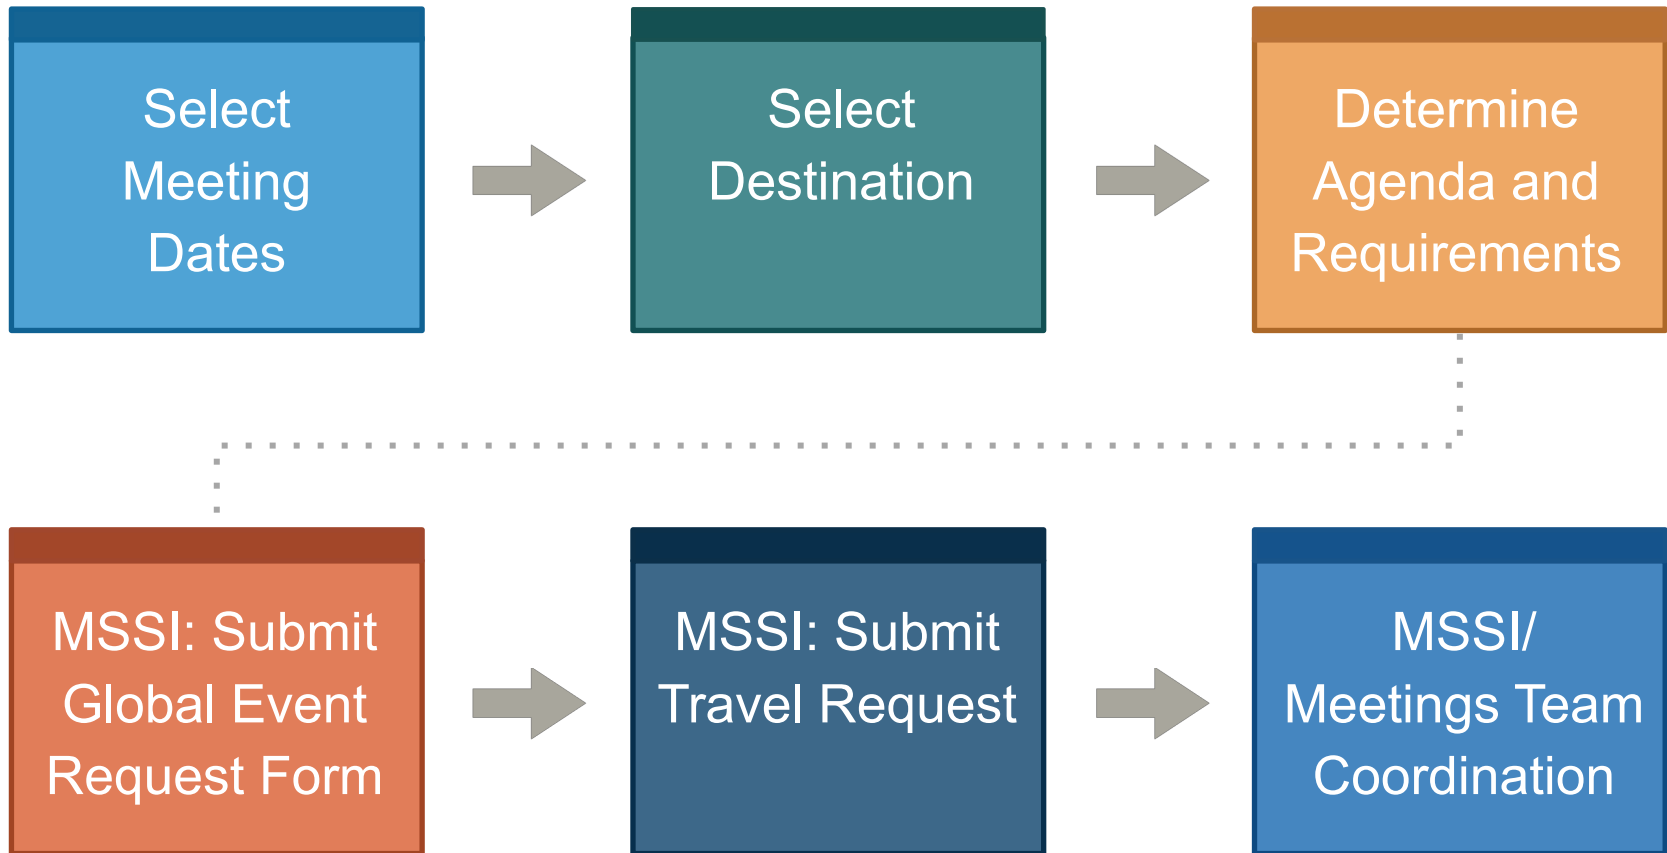 Select
Meeting
Dates
Select
Destination
Determine
Agenda and
Requirements
MSSI: Submit
Global Event
Request Form
MSSI: Submit
Travel Request
MSSI/
Meetings Team
Coordination